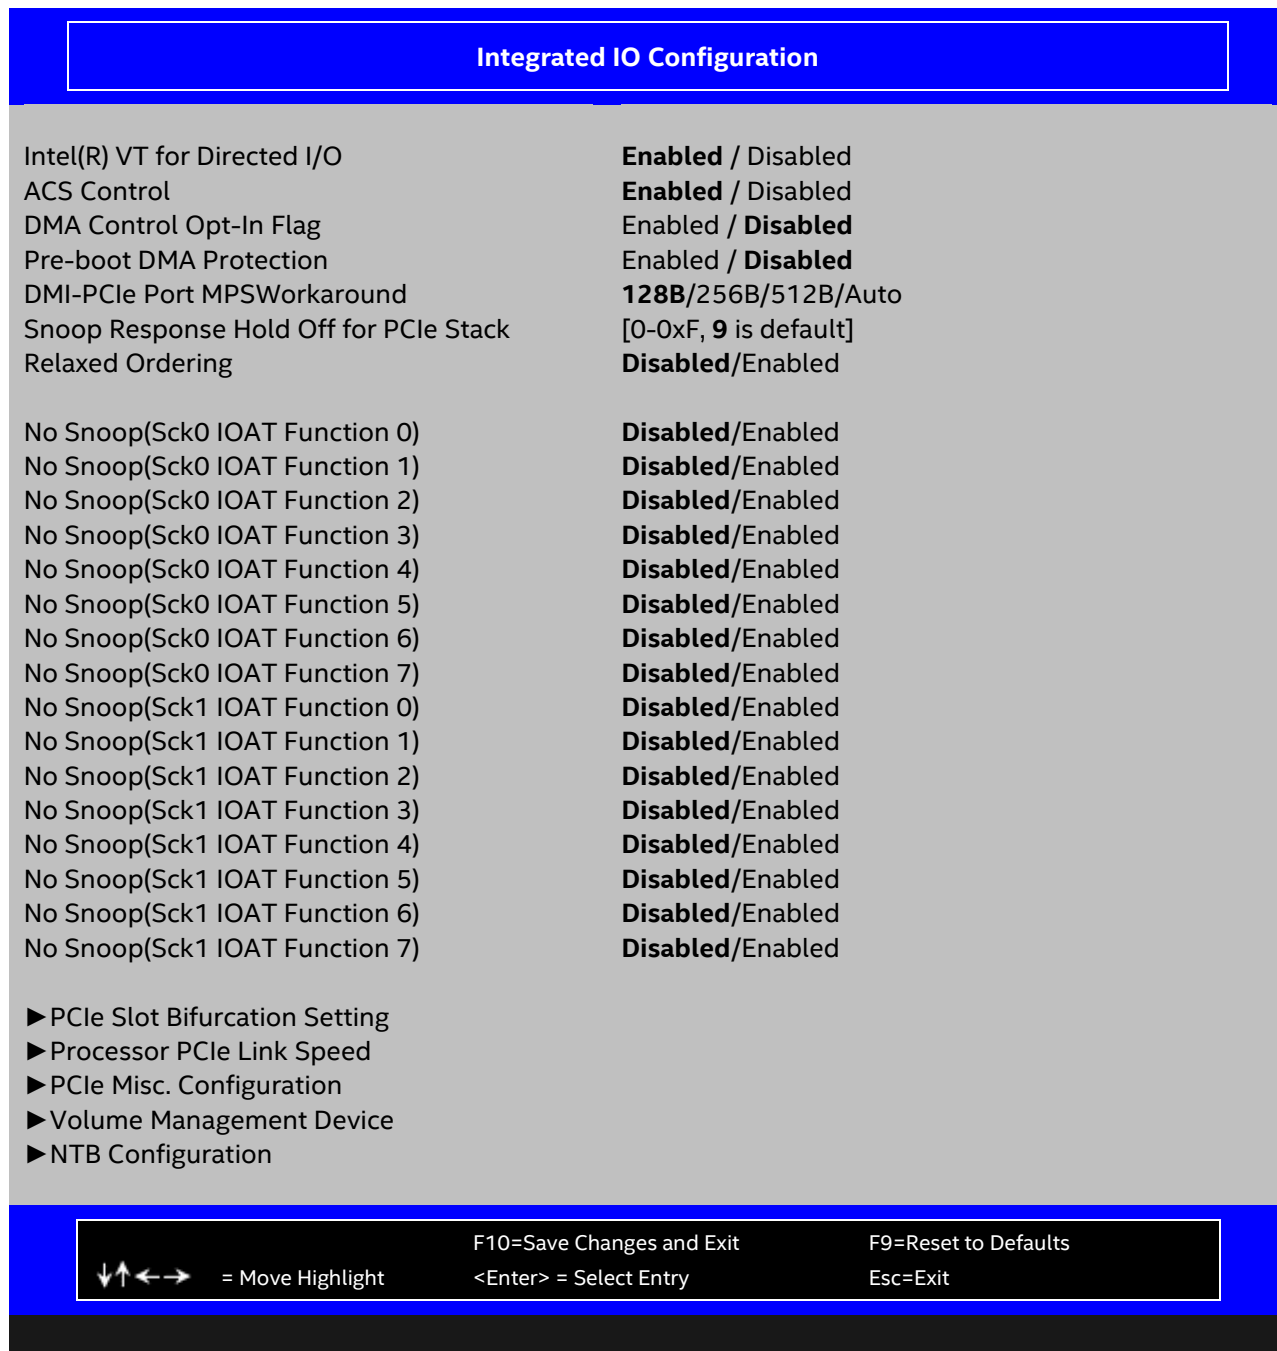 Integrated IO Configuration
Intel(R) VT for Directed I/O Enabled / Disabled
ACS Control Enabled / Disabled
DMA Control Opt-In Flag Enabled / Disabled
Pre-boot DMA Protection Enabled / Disabled
DMI-PCIe Port MPSWorkaround 128B/256B/512B/Auto
Snoop Response Hold Off for PCIe Stack [0-0xF, 9 is default]
Relaxed Ordering Disabled/Enabled
No Snoop(Sck0 IOAT Function 0) Disabled/Enabled
No Snoop(Sck0 IOAT Function 1) Disabled/Enabled
No Snoop(Sck0 IOAT Function 2) Disabled/Enabled
No Snoop(Sck0 IOAT Function 3) Disabled/Enabled
No Snoop(Sck0 IOAT Function 4) Disabled/Enabled
No Snoop(Sck0 IOAT Function 5) Disabled/Enabled
No Snoop(Sck0 IOAT Function 6) Disabled/Enabled
No Snoop(Sck0 IOAT Function 7) Disabled/Enabled
No Snoop(Sck1 IOAT Function 0) Disabled/Enabled
No Snoop(Sck1 IOAT Function 1) Disabled/Enabled
No Snoop(Sck1 IOAT Function 2) Disabled/Enabled
No Snoop(Sck1 IOAT Function 3) Disabled/Enabled
No Snoop(Sck1 IOAT Function 4) Disabled/Enabled
No Snoop(Sck1 IOAT Function 5) Disabled/Enabled
No Snoop(Sck1 IOAT Function 6) Disabled/Enabled
No Snoop(Sck1 IOAT Function 7) Disabled/Enabled
►PCIe Slot Bifurcation Setting
►Processor PCIe Link Speed
►PCIe Misc. Configuration
►Volume Management Device
►NTB Configuration
F10=Save Changes and Exit F9=Reset to Defaults
↓↑←→ = Move Highlight <Enter> = Select Entry Esc=Exit